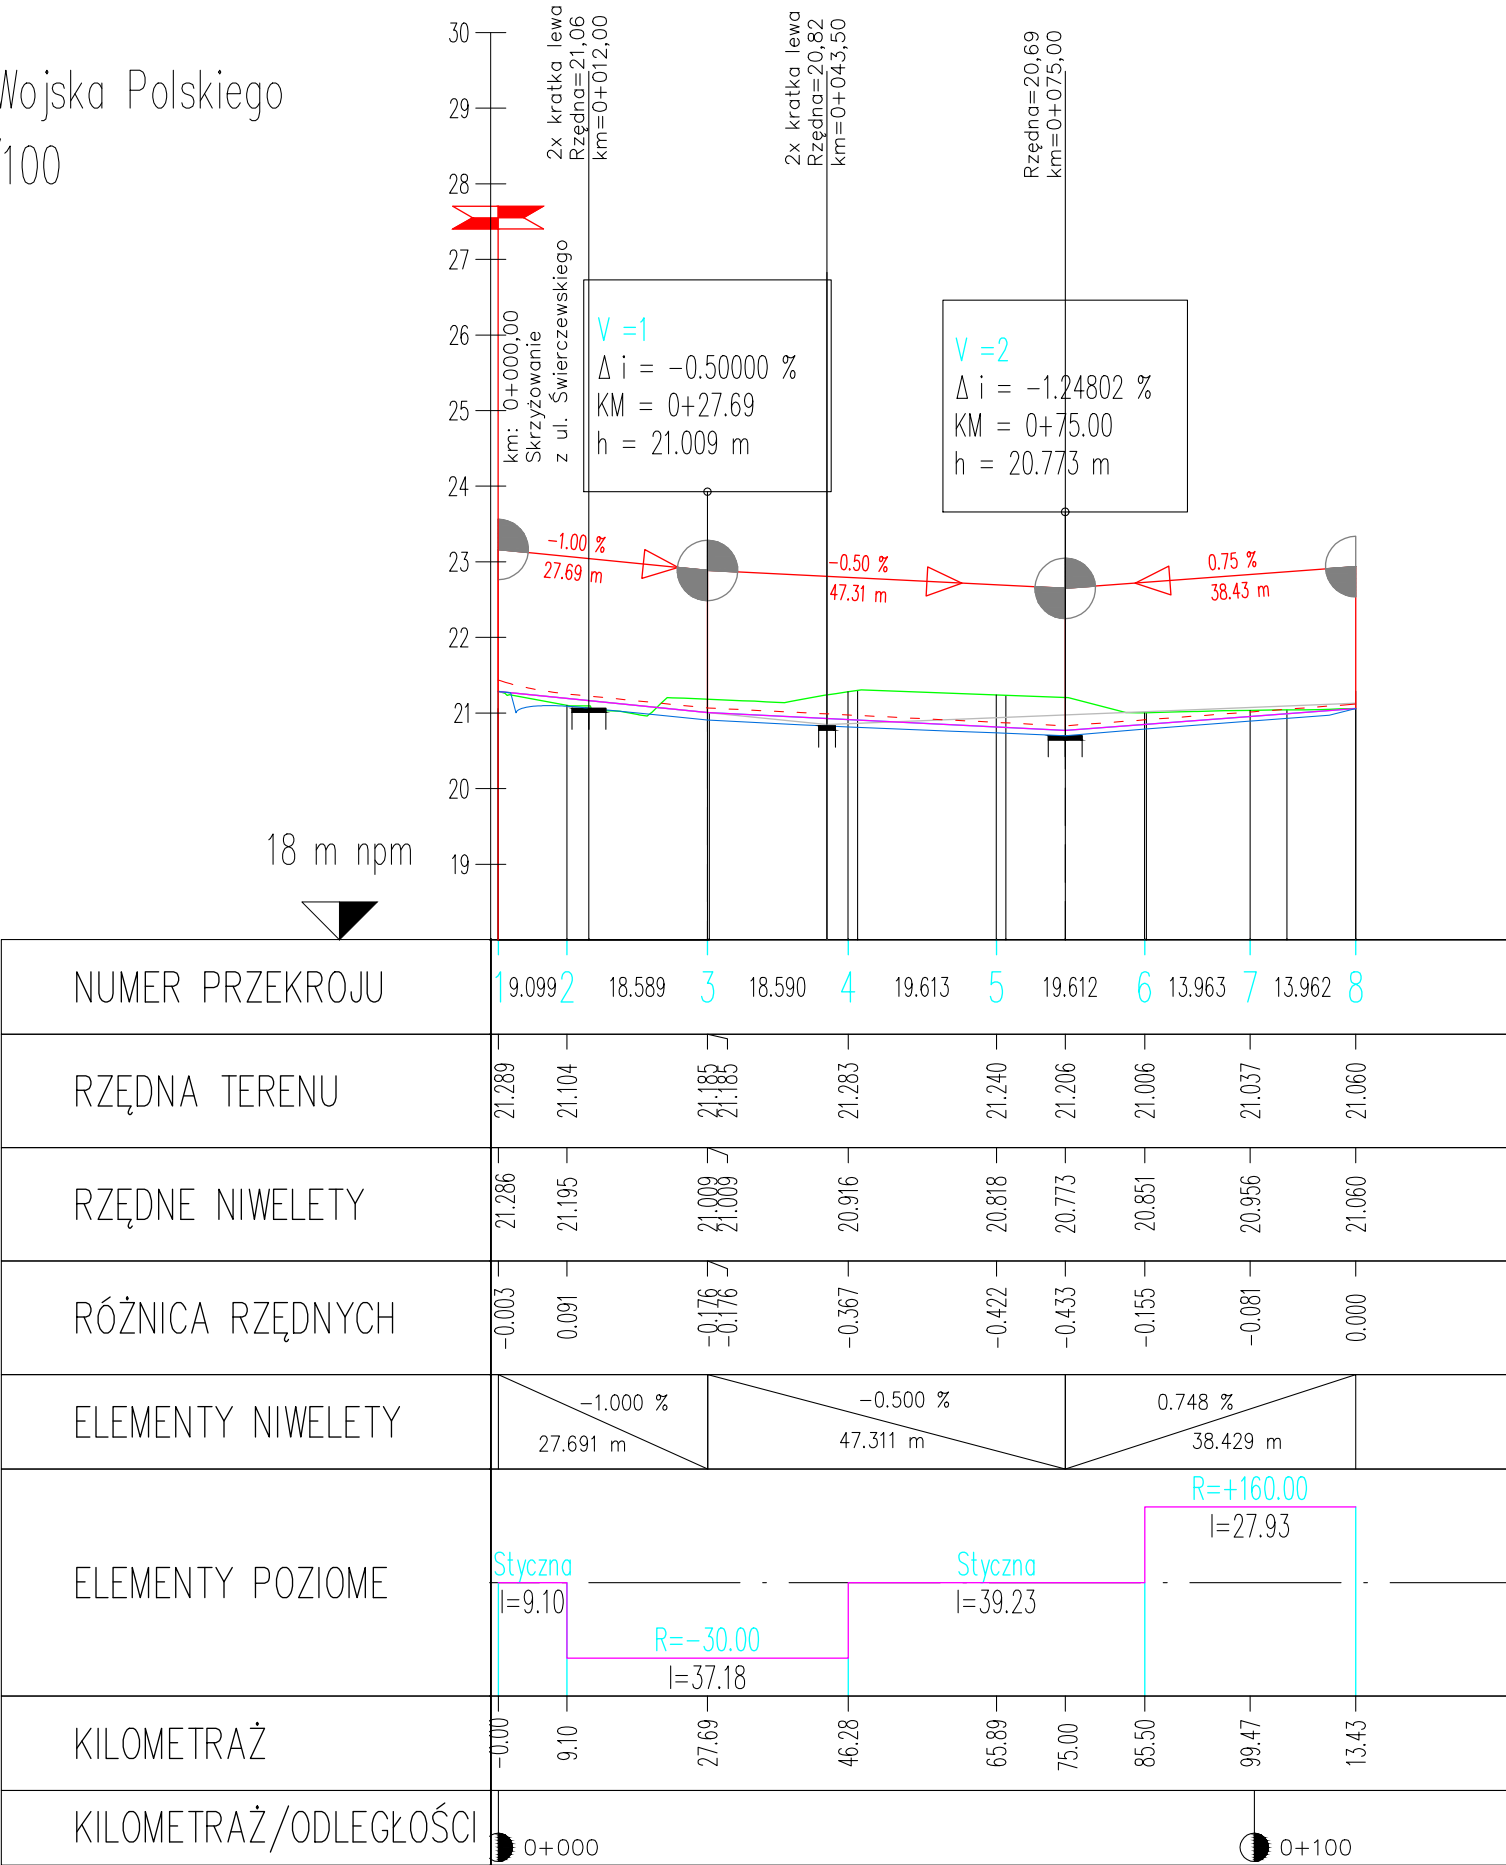 Wojska Polskiego
/100
30
29
28
27
26
25
24
23
22
21
20
19
2x kratka lewa
Rzędna=21,06
km=0+012,00
2x kratka lewa
Rzędna=20,82
km=0+043,50
Rzędna=20,69
km=0+075,00
km: 0+000,00
Skrzyżowanie
z ul. Świerczewskiego
V =1
Δ i = -0.50000 %
KM = 0+27.69
h = 21.009 m
V =2
Δ i = -1.24802 %
KM = 0+75.00
h = 20.773 m
-1.00 %
27.69 m
-0.50 %
47.31 m
0.75 %
38.43 m
18 m npm
NUMER PRZEKROJU 1 9.099 2 18.589 3 18.590 4 19.613 5 19.612 6 13.963 7 13.962 8
RZĘDNA TERENU 21.289 21.104 21.185 21.185 21.283 21.240 21.206 21.006 21.037 21.060
RZĘDNE NIWELETY 21.286 21.195 21.009 21.009 20.916 20.818 20.773 20.851 20.956 21.060
RÓŻNICA RZĘDNYCH -0.003 0.091 -0.176 -0.176 -0.367 -0.422 -0.433 -0.155 -0.081 0.000
ELEMENTY NIWELETY
-1.000 %
27.691 m
-0.500 %
47.311 m
0.748 %
38.429 m
ELEMENTY POZIOME
Styczna
l=9.10
R=-30.00
l=37.18
Styczna
l=39.23
R=+160.00
l=27.93
KILOMETRAŻ -0.00 9.10 27.69 46.28 65.89 75.00 85.50 99.47 13.43
KILOMETRAŻ/ODLEGŁOŚCI 0+000 0+100